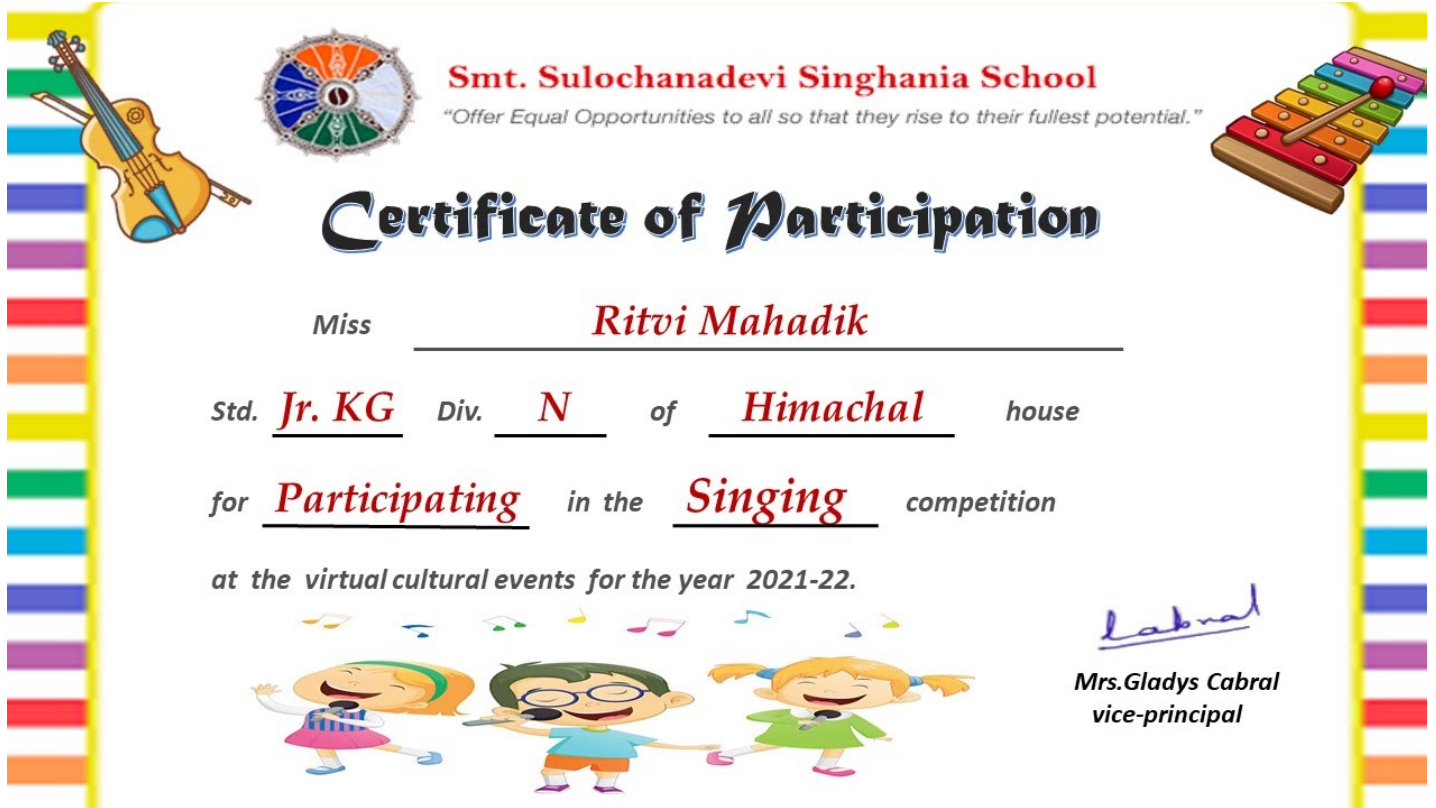 Smt. Sulochanadevi Singhania School
"Offer Equal Opportunities to all so that they rise to their fullest potential."
Certificate of Participation
Miss Ritvi Mahadik
Std. Jr. KG Div. N of Himachal house
for Participating in the Singing competition
at the virtual cultural events for the year 2021-22.
Cabral
Mrs.Gladys Cabral
vice-principal